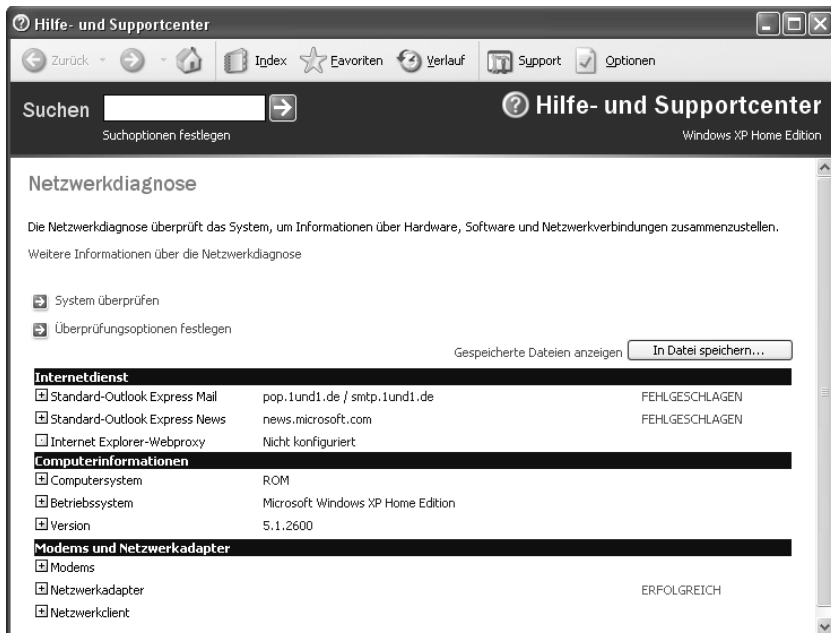 Hilfe- und Supportcenter
Zurück Index Favoriten Verlauf Support Optionen
Suchen Hilfe- und Supportcenter
Suchoptionen festlegen Windows XP Home Edition
Netzwerkdiagnose
Die Netzwerkdiagnose überprüft das System, um Informationen über Hardware, Software und Netzwerkverbindungen zusammenzustellen.
Weitere Informationen über die Netzwerkdiagnose
System überprüfen
Überprüfungsoptionen festlegen
Gespeicherte Dateien anzeigen In Datei speichern...
Internetdienst
Standard-Outlook Express Mail pop.1und1.de / smtp.1und1.de FEHLGESCHLAGEN
Standard-Outlook Express News news.microsoft.com FEHLGESCHLAGEN
Internet Explorer-Webproxy Nicht konfiguriert
Computerinformationen
Computersystem ROM
Betriebssystem Microsoft Windows XP Home Edition
Version 5.1.2600
Modems und Netzwerkadapter
Modems
Netzwerkadapter ERFOLGREICH
Netzwerkclient